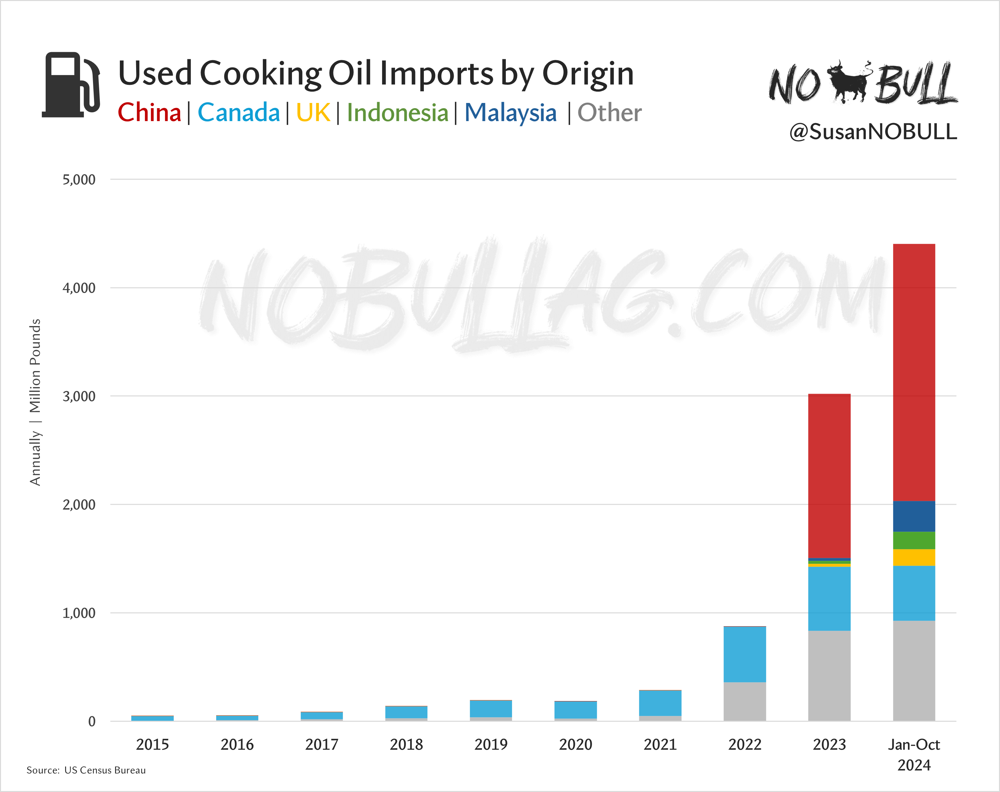 Used Cooking Oil Imports by Origin
China | Canada | UK | Indonesia | Malaysia | Other
NO BULL
@SusanNOBULL
NOBULLAG.COM
Annually | Million Pounds
5,000
4,000
3,000
2,000
1,000
0
2015 2016 2017 2018 2019 2020 2021 2022 2023 Jan-Oct
2024
Source: US Census Bureau